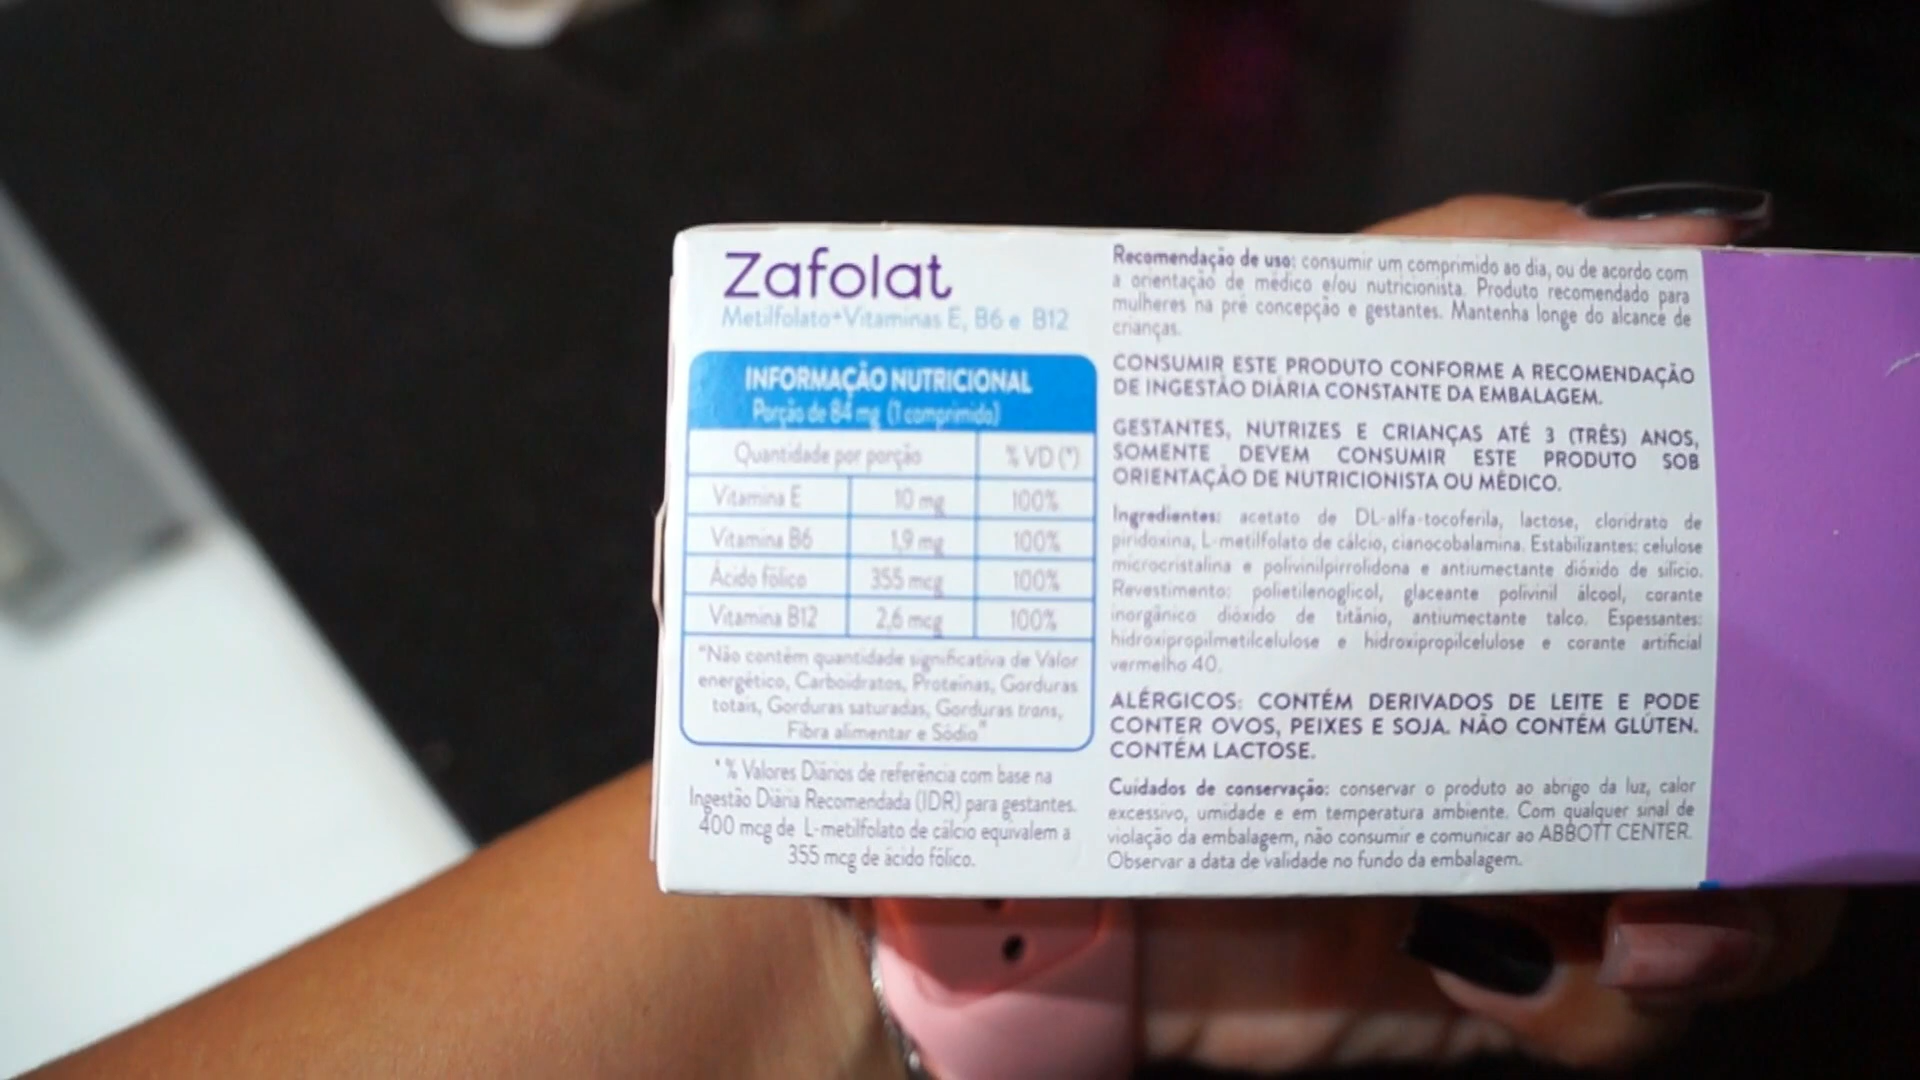 Zafolat
Metilfolato+Vitaminas E, B6 e B12
INFORMAÇÃO NUTRICIONAL
Porção de 84 mg (1 comprimido)
Quantidade por porção % VD (*)
Vitamina E 10 mg 100%
Vitamina B6 1,9 mg 100%
Ácido fólico 355 mcg 100%
Vitamina B12 2,6 mcg 100%
"Não contém quantidade significativa de Valor
energético, Carboidratos, Proteínas, Gorduras
totais, Gorduras saturadas, Gorduras trans,
Fibra alimentar e Sódio"
*% Valores Diários de referência com base na
Ingestão Diária Recomendada (IDR) para gestantes.
400 mcg de L-metilfolato de cálcio equivalem a
355 mcg de ácido fólico.
Recomendação de uso: consumir um comprimido ao dia, ou de acordo com
a orientação de médico e/ou nutricionista. Produto recomendado para
mulheres na pré concepção e gestantes. Mantenha longe do alcance de
crianças.
CONSUMIR ESTE PRODUTO CONFORME A RECOMENDAÇÃO
DE INGESTÃO DIÁRIA CONSTANTE DA EMBALAGEM.
GESTANTES, NUTRIZES E CRIANÇAS ATÉ 3 (TRÊS) ANOS,
SOMENTE DEVEM CONSUMIR ESTE PRODUTO SOB
ORIENTAÇÃO DE NUTRICIONISTA OU MÉDICO.
Ingredientes: acetato de DL-alfa-tocoferila, lactose, cloridrato de
piridoxina, L-metilfolato de cálcio, cianocobalamina. Estabilizantes: celulose
microcristalina e polivinilpirrolidona e antiumectante dióxido de silício.
Revestimento: polietilenoglicol, glaceante polivinil álcool, corante
inorgânico dióxido de titânio, antiumectante talco. Espessantes:
hidroxipropilmetilcelulose e hidroxipropilcelulose e corante artificial
vermelho 40.
ALÉRGICOS: CONTÉM DERIVADOS DE LEITE E PODE
CONTER OVOS, PEIXES E SOJA. NÃO CONTÉM GLÚTEN.
CONTÉM LACTOSE.
Cuidados de conservação: conservar o produto ao abrigo da luz, calor
excessivo, umidade e em temperatura ambiente. Com qualquer sinal de
violação da embalagem, não consumir e comunicar ao ABBOTT CENTER.
Observar a data de validade no fundo da embalagem.